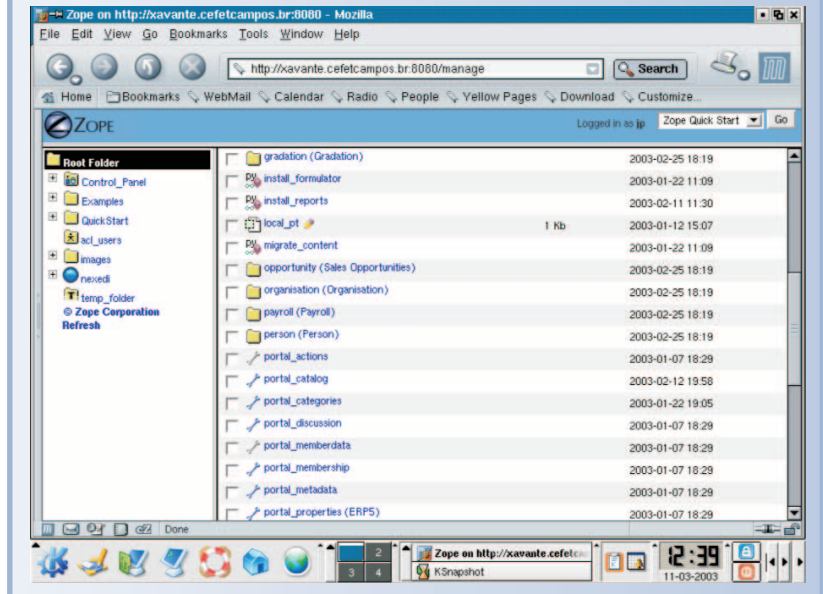 Zope on http://xavante.cefetcampos.br:8080 - Mozilla
File Edit View Go Bookmarks Tools Window Help
http://xavante.cefetcampos.br:8080/manage
Search
Home Bookmarks WebMail Calendar Radio People Yellow Pages Download Customize...
ZOPE
Logged in as jp
Zope Quick Start
Go
Root Folder
Control_Panel
Examples
QuickStart
acl_users
images
nexedi
temp_folder
© Zope Corporation
Refresh
gradation (Gradation) 2003-02-25 18:19
install_formulator 2003-01-22 11:09
install_reports 2003-02-11 11:30
local_pt 1 Kb 2003-01-12 15:07
migrate_content 2003-01-22 11:09
opportunity (Sales Opportunities) 2003-02-25 18:19
organisation (Organisation) 2003-02-25 18:19
payroll (Payroll) 2003-02-25 18:19
person (Person) 2003-02-25 18:19
portal_actions 2003-01-07 18:29
portal_catalog 2003-02-12 19:58
portal_categories 2003-01-22 19:05
portal_discussion 2003-01-07 18:29
portal_memberdata 2003-01-07 18:29
portal_membership 2003-01-07 18:29
portal_metadata 2003-01-07 18:29
portal_properties (ERP5) 2003-01-07 18:29
Done
2
3 4
Zope on http://xavante.cefetca
KSnapshot
12:39
11-03-2003